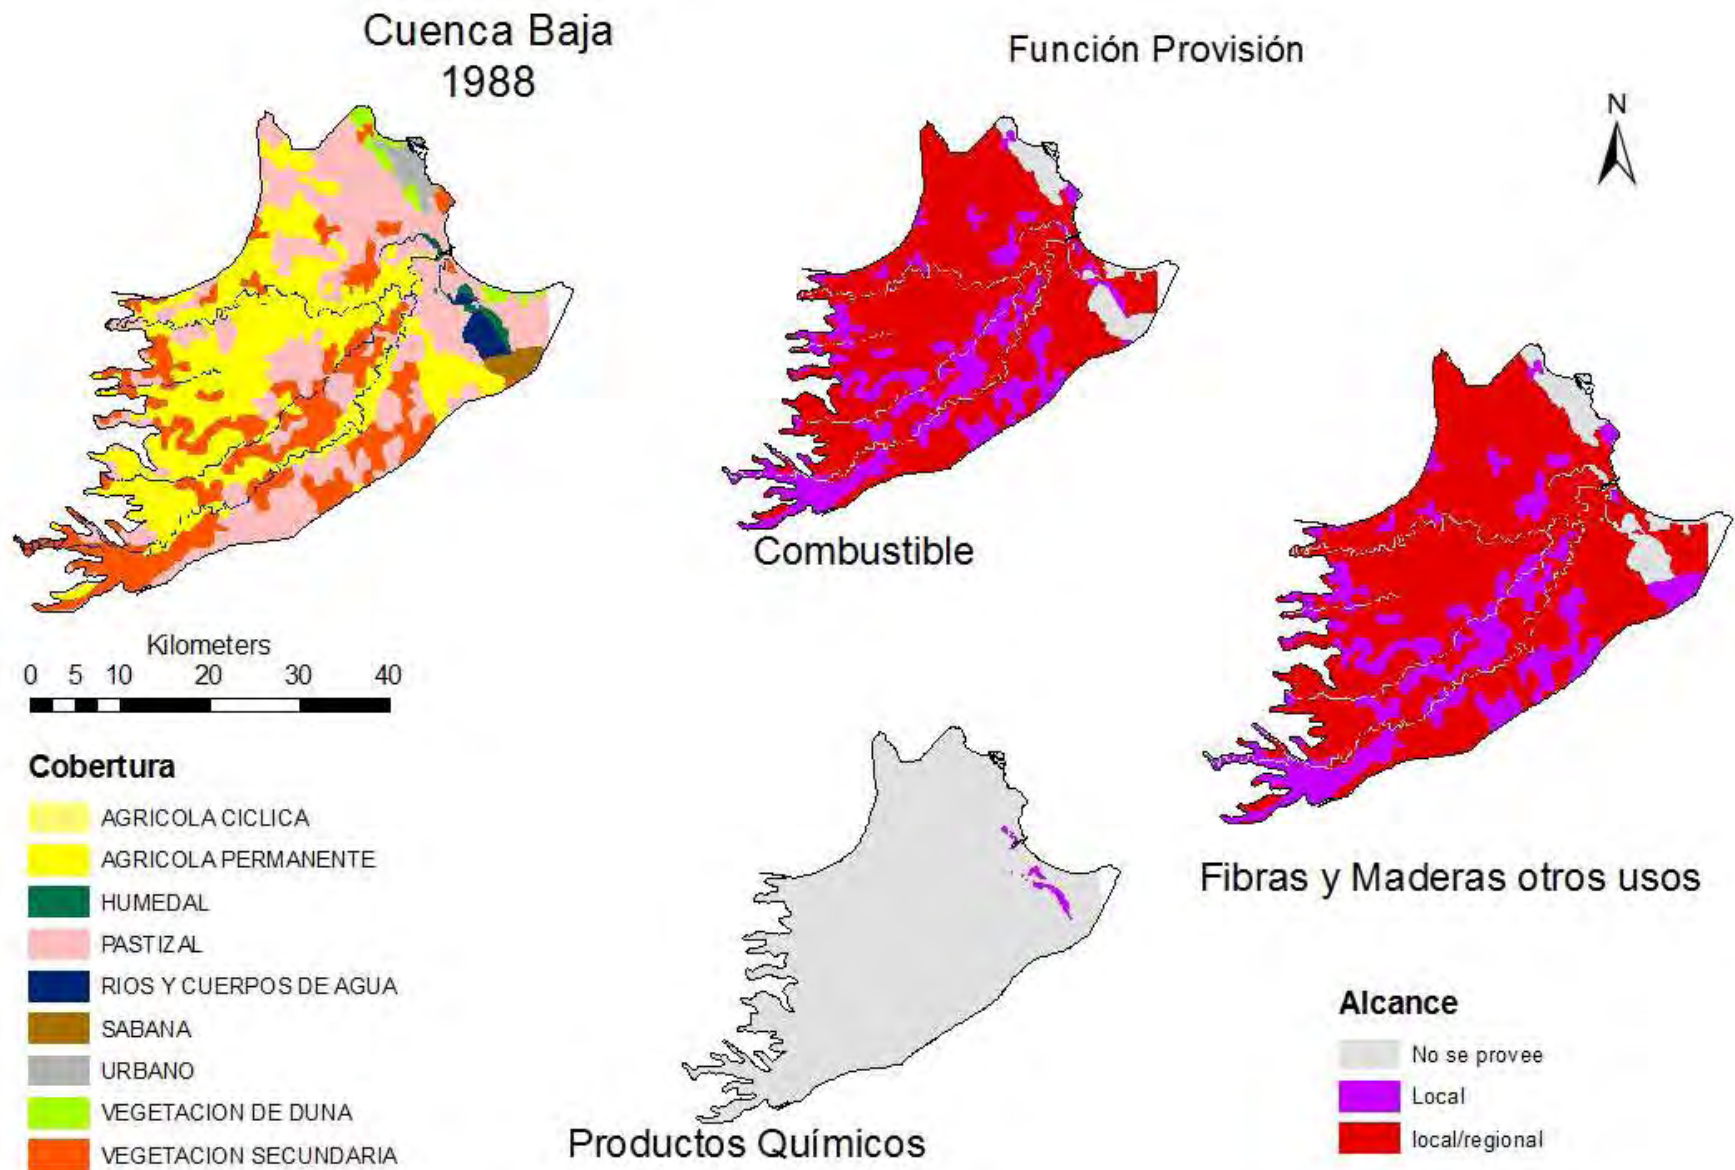 Cuenca Baja
1988
Función Provisión
N
Combustible
Kilometers
0 5 10 20 30 40
Cobertura
AGRICOLA CICLICA
AGRICOLA PERMANENTE
HUMEDAL
PASTIZAL
RIOS Y CUERPOS DE AGUA
SABANA
URBANO
VEGETACION DE DUNA
VEGETACION SECUNDARIA
Productos Químicos
Fibras y Maderas otros usos
Alcance
No se provee
Local
local/regional